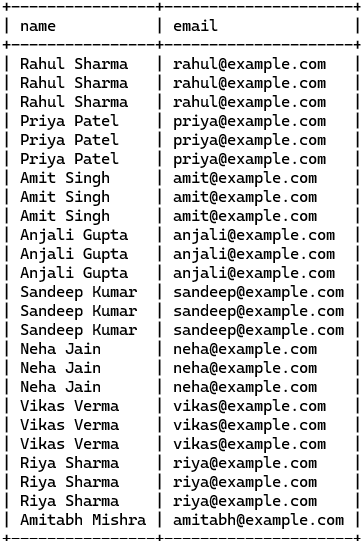 +----------------+---------------------+
| name           | email               |
+----------------+---------------------+
| Rahul Sharma   | rahul@example.com   |
| Rahul Sharma   | rahul@example.com   |
| Rahul Sharma   | rahul@example.com   |
| Priya Patel    | priya@example.com   |
| Priya Patel    | priya@example.com   |
| Priya Patel    | priya@example.com   |
| Amit Singh     | amit@example.com    |
| Amit Singh     | amit@example.com    |
| Amit Singh     | amit@example.com    |
| Anjali Gupta   | anjali@example.com  |
| Anjali Gupta   | anjali@example.com  |
| Anjali Gupta   | anjali@example.com  |
| Sandeep Kumar  | sandeep@example.com |
| Sandeep Kumar  | sandeep@example.com |
| Sandeep Kumar  | sandeep@example.com |
| Neha Jain      | neha@example.com    |
| Neha Jain      | neha@example.com    |
| Neha Jain      | neha@example.com    |
| Vikas Verma    | vikas@example.com   |
| Vikas Verma    | vikas@example.com   |
| Vikas Verma    | vikas@example.com   |
| Riya Sharma    | riya@example.com    |
| Riya Sharma    | riya@example.com    |
| Riya Sharma    | riya@example.com    |
| Amitabh Mishra | amitabh@example.com |
+----------------+---------------------+